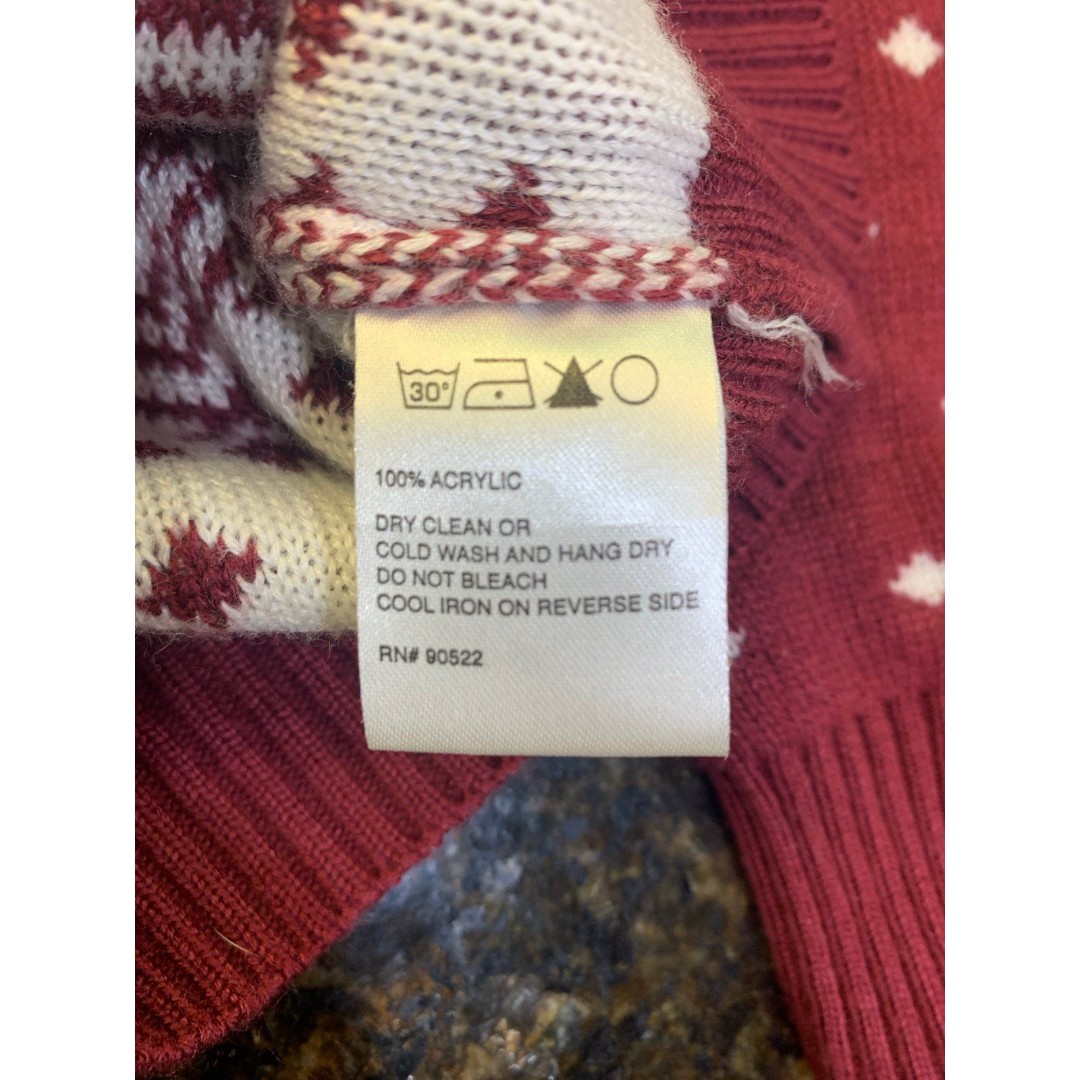 30°
100% ACRYLIC
DRY CLEAN OR
COLD WASH AND HANG DRY
DO NOT BLEACH
COOL IRON ON REVERSE SIDE
RN# 90522